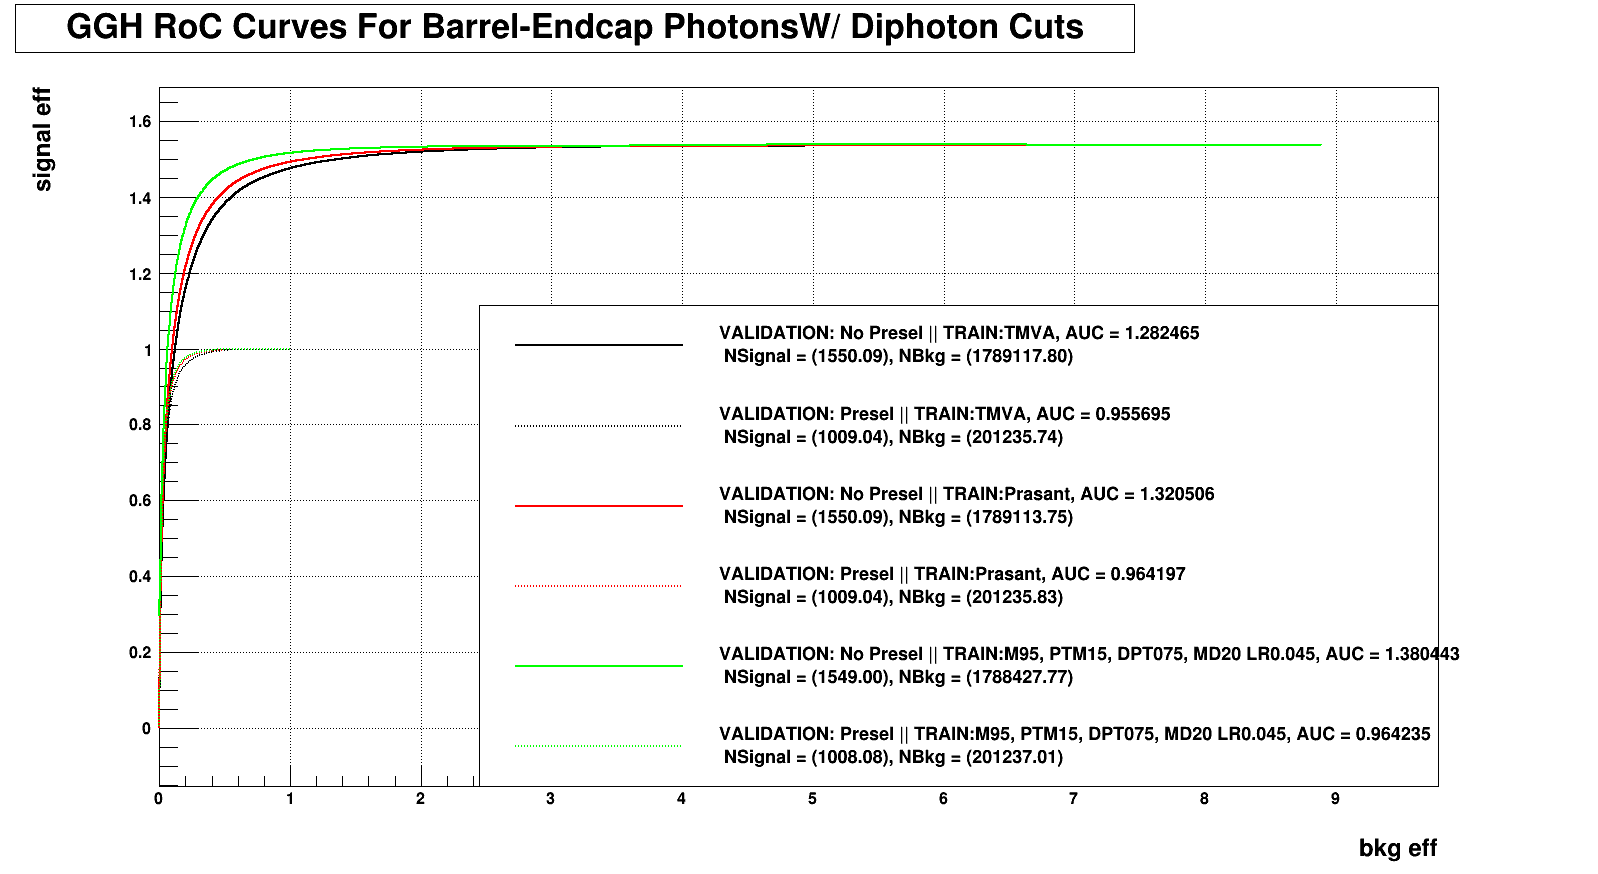 GGH RoC Curves For Barrel-Endcap PhotonsW/ Diphoton Cuts
signal eff
1.6
1.4
1.2
1
0.8
0.6
0.4
0.2
0
VALIDATION: No Presel || TRAIN:TMVA, AUC = 1.282465
NSignal = (1550.09), NBkg = (1789117.80)
VALIDATION: Presel || TRAIN:TMVA, AUC = 0.955695
NSignal = (1009.04), NBkg = (201235.74)
VALIDATION: No Presel || TRAIN:Prasant, AUC = 1.320506
NSignal = (1550.09), NBkg = (1789113.75)
VALIDATION: Presel || TRAIN:Prasant, AUC = 0.964197
NSignal = (1009.04), NBkg = (201235.83)
VALIDATION: No Presel || TRAIN:M95, PTM15, DPT075, MD20 LR0.045, AUC = 1.380443
NSignal = (1549.00), NBkg = (1788427.77)
VALIDATION: Presel || TRAIN:M95, PTM15, DPT075, MD20 LR0.045, AUC = 0.964235
NSignal = (1008.08), NBkg = (201237.01)
0 1 2 3 4 5 6 7 8 9
bkg eff